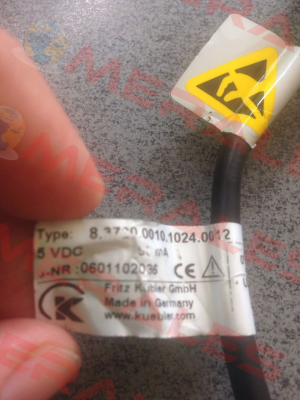 Type: 8.3720.0010.1024.0012
5 VDC mA
-NR : 0601102036 CE
Fritz Kübler GmbH
Made in Germany
www.kuebler.com